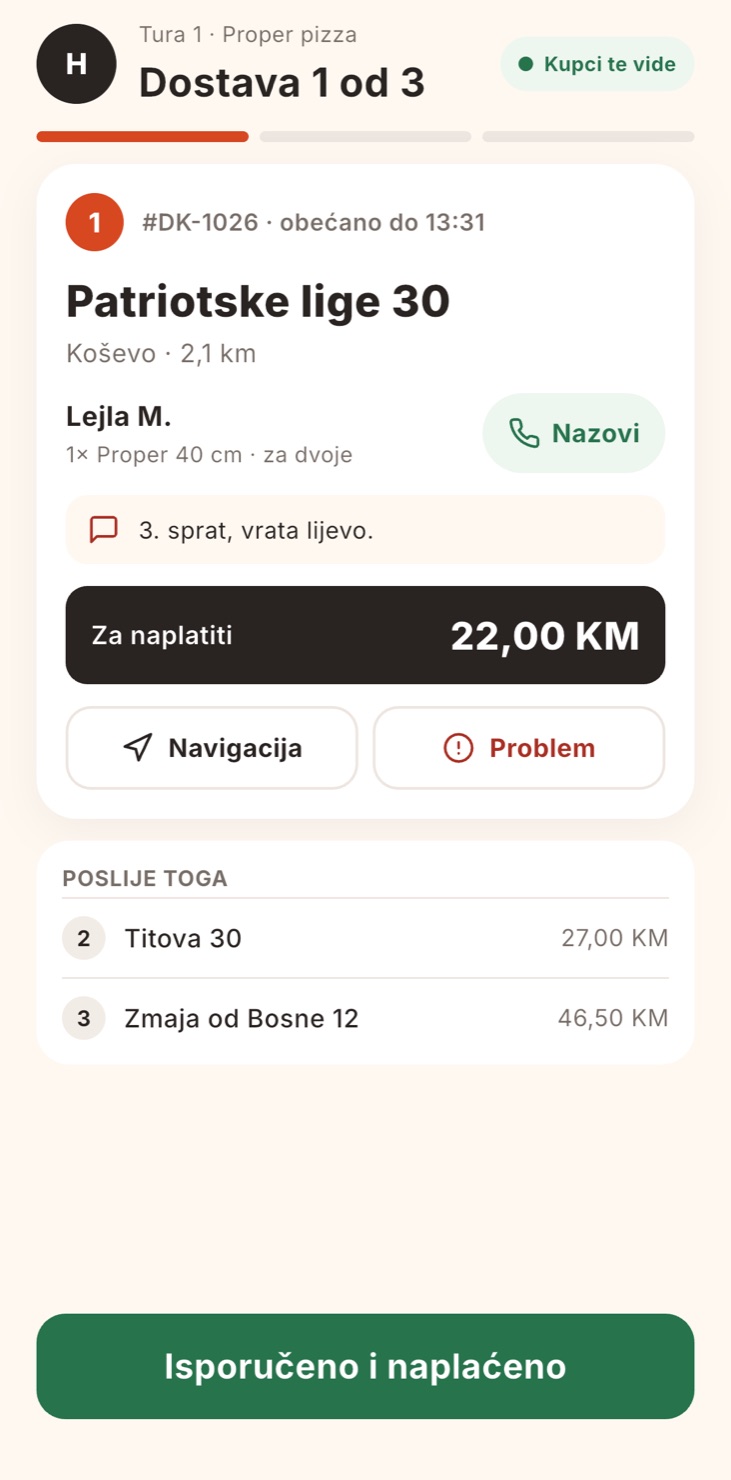 H
Tura 1 · Proper pizza
Dostava 1 od 3
Kupci te vide
1
#DK-1026 · obećano do 13:31
Patriotske lige 30
Koševo · 2,1 km
Lejla M.
1× Proper 40 cm · za dvoje
Nazovi
3. sprat, vrata lijevo.
Za naplatiti
22,00 KM
Navigacija
Problem
POSLIJE TOGA
2 Titova 30 27,00 KM
3 Zmaja od Bosne 12 46,50 KM
Isporučeno i naplaćeno